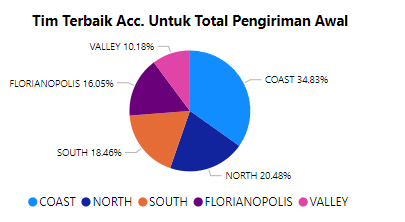 Tim Terbaik Acc. Untuk Total Pengiriman Awal
VALLEY 10.18%
COAST 34.83%
FLORIANOPOLIS 16.05%
SOUTH 18.46%
NORTH 20.48%
COAST NORTH SOUTH FLORIANOPOLIS VALLEY